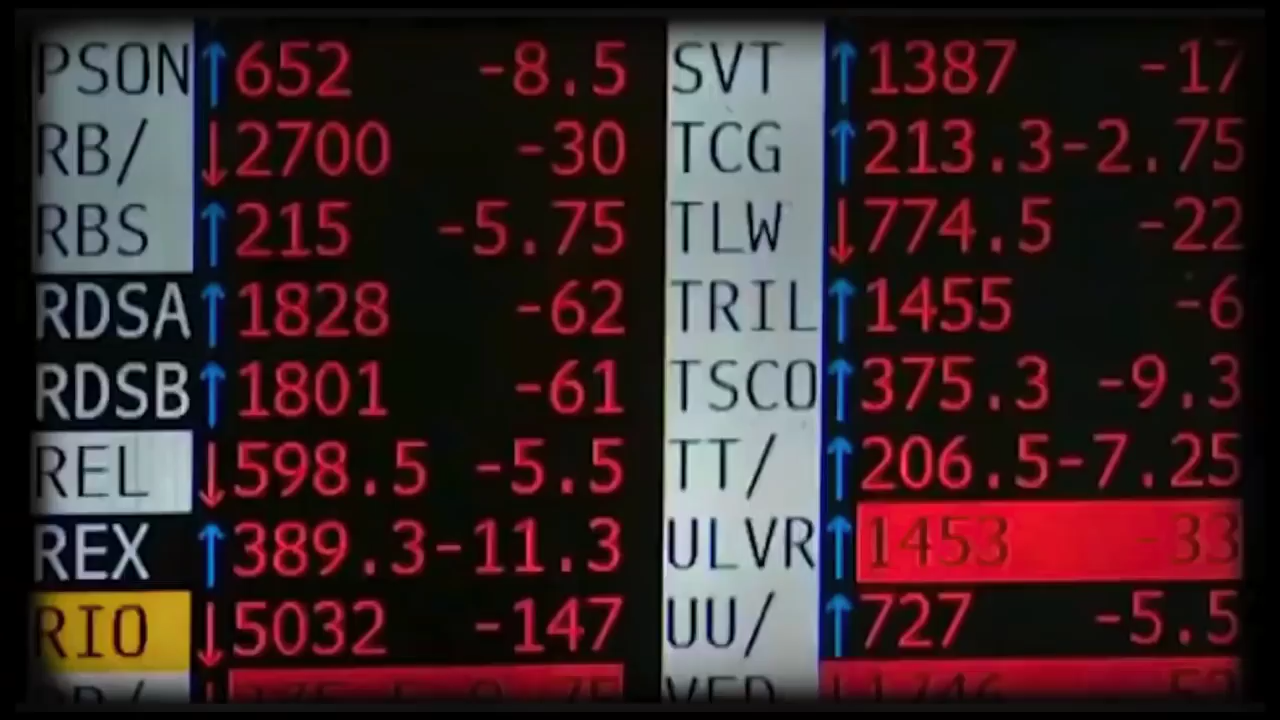 PSON ↑ 652 -8.5
RB/ ↓ 2700 -30
RBS ↑ 215 -5.75
RDSA ↑ 1828 -62
RDSB ↑ 1801 -61
REL ↓ 598.5 -5.5
REX ↑ 389.3 -11.3
RIO ↓ 5032 -147
SVT ↑ 1387 -17
TCG ↑ 213.3 -2.75
TLW ↓ 774.5 -22
TRIL ↑ 1455 -6
TSCO ↑ 375.3 -9.3
TT/ ↑ 206.5 -7.25
ULVR ↑ 1453 -33
UU/ ↑ 727 -5.5
VED ↓ 1746